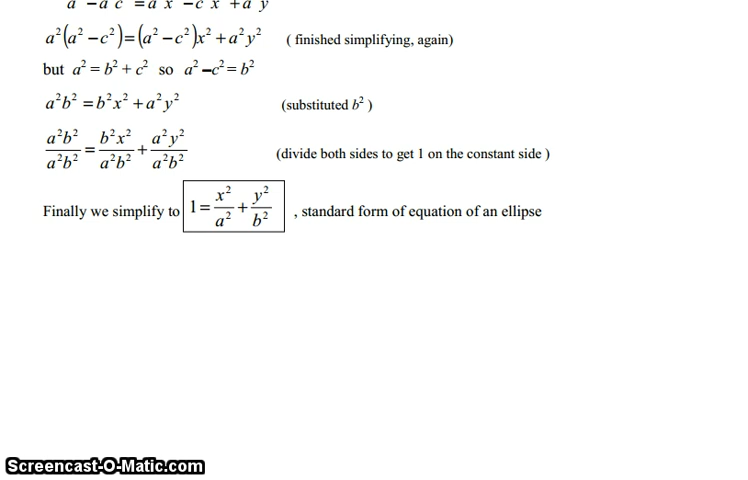 a²(a² − c²) = (a² − c²)x² + a²y² ( finished simplifying, again)
but a² = b² + c² so a² − c² = b²
a²b² = b²x² + a²y² (substituted b² )
a²b²/a²b² = b²x²/a²b² + a²y²/a²b² (divide both sides to get 1 on the constant side )
Finally we simplify to 1 = x²/a² + y²/b² , standard form of equation of an ellipse
Screencast-O-Matic.com